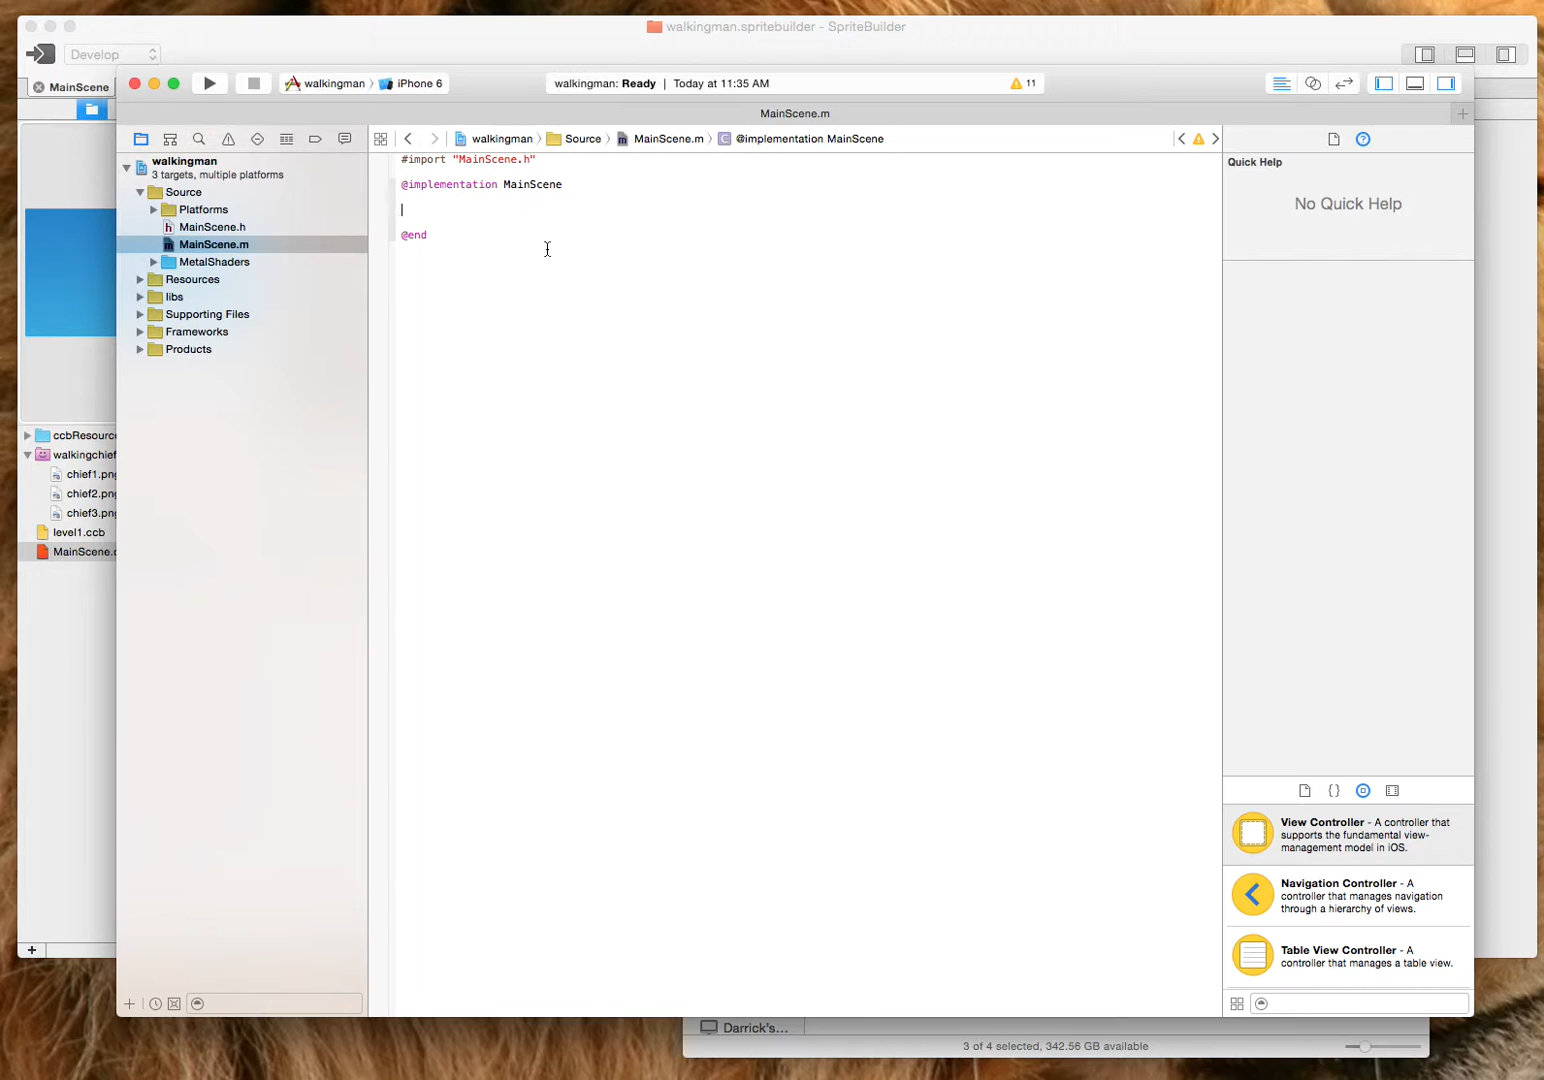 walkingman.spritebuilder - SpriteBuilder
Develop
MainScene
walkingman 〉 iPhone 6
walkingman: Ready | Today at 11:35 AM
11
MainScene.m
walkingman 〉 Source 〉 MainScene.m 〉 C @implementation MainScene
walkingman
3 targets, multiple platforms
Source
Platforms
h MainScene.h
m MainScene.m
MetalShaders
Resources
libs
Supporting Files
Frameworks
Products
#import "MainScene.h"
@implementation MainScene
@end
Quick Help
No Quick Help
ccbResourc
walkingchief
chief1.png
chief2.png
chief3.png
level1.ccb
MainScene.c
View Controller - A controller that
supports the fundamental view-
management model in iOS.
Navigation Controller - A
controller that manages navigation
through a hierarchy of views.
Table View Controller - A
controller that manages a table view.
Darrick's...
3 of 4 selected, 342.56 GB available